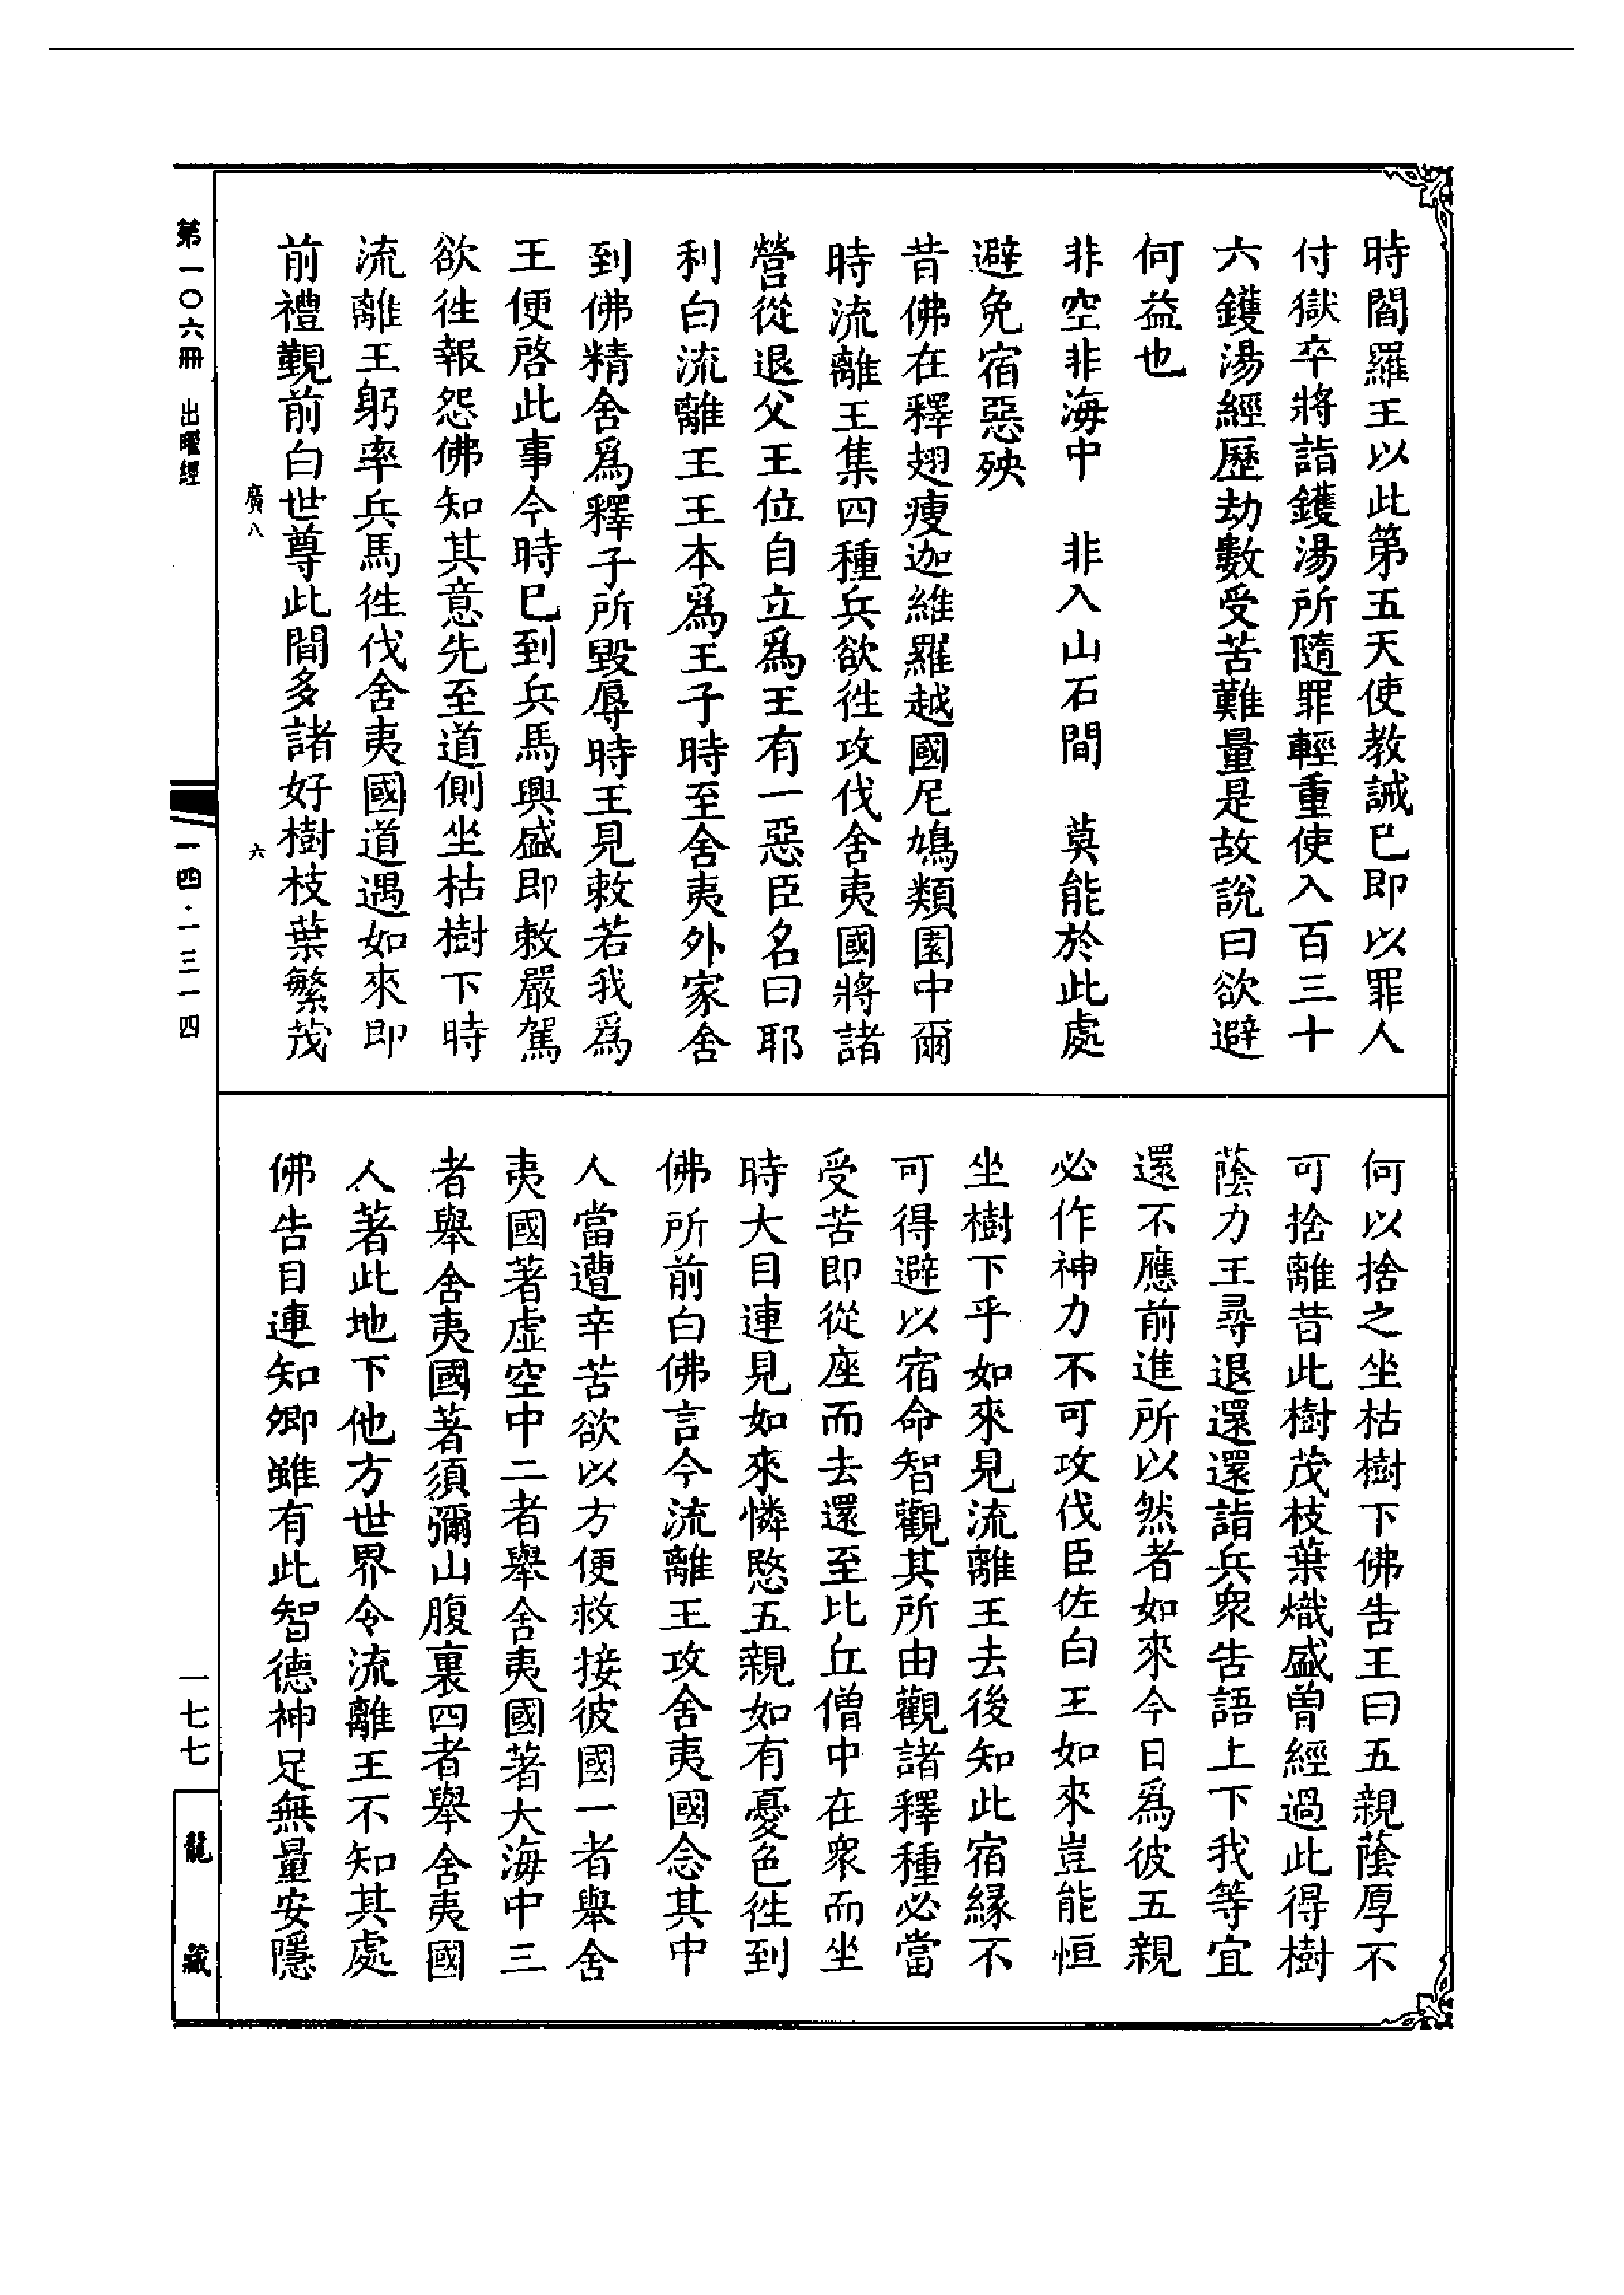 時閻羅王以此第五天使教誡已即以罪人
付獄卒將詣鑊湯所隨罪輕重使入百三十
六鑊湯經歷劫數受苦難量是故說曰欲避
何益也
非空非海中　非入山石間　莫能於此處
避免宿惡殃
昔佛在釋翅瘦迦維羅越國尼鳩類園中爾
時流離王集四種兵欲徃攻伐舍夷國將諸
營從退父王位自立爲王有一惡臣名曰耶
利白流離王王本爲王子時至舍夷外家舍
到佛精舍爲釋子所毀辱時王見敕若我爲
王便啓此事今時已到兵馬興盛即敕嚴駕
欲徃報怨佛知其意先至道側坐枯樹下時
流離王躬率兵馬徃伐舍夷國道遇如來即
前禮覲前白世尊此間多諸好樹枝葉繁茂
何以捨之坐枯樹下佛告王曰五親蔭厚不
可捨離昔此樹茂枝葉熾盛曾經過此得樹
蔭力王尋退還還詣兵衆告語上下我等宜
還不應前進所以然者如來今日爲彼五親
必作神力不可攻伐臣佐白王如來豈能恒
坐樹下乎如來見流離王去後知此宿縁不
可得避以宿命智觀其所由觀諸釋種必當
受苦即從座而去還至比丘僧中在衆而坐
時大目連見如來憐愍五親如有憂色徃到
佛所前白佛言今流離王攻舍夷國念其中
人當遭辛苦欲以方便救接彼國一者舉舍
夷國著虛空中二者舉舍夷國著大海中三
者舉舍夷國著須彌山腹裏四者舉舍夷國
人著此地下他方世界令流離王不知其處
佛告目連知卿雖有此智德神足無量安隱
廣八　六
第一〇六冊　出曜經
一四·一三一四
一七七
龍藏